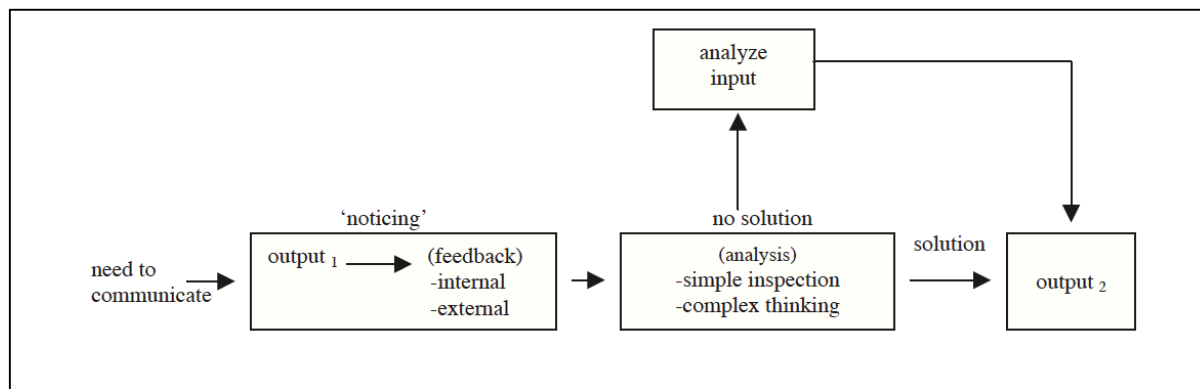 analyze
input
'noticing'
no solution
need to
communicate
output 1
(feedback)
-internal
-external
(analysis)
-simple inspection
-complex thinking
solution
output 2